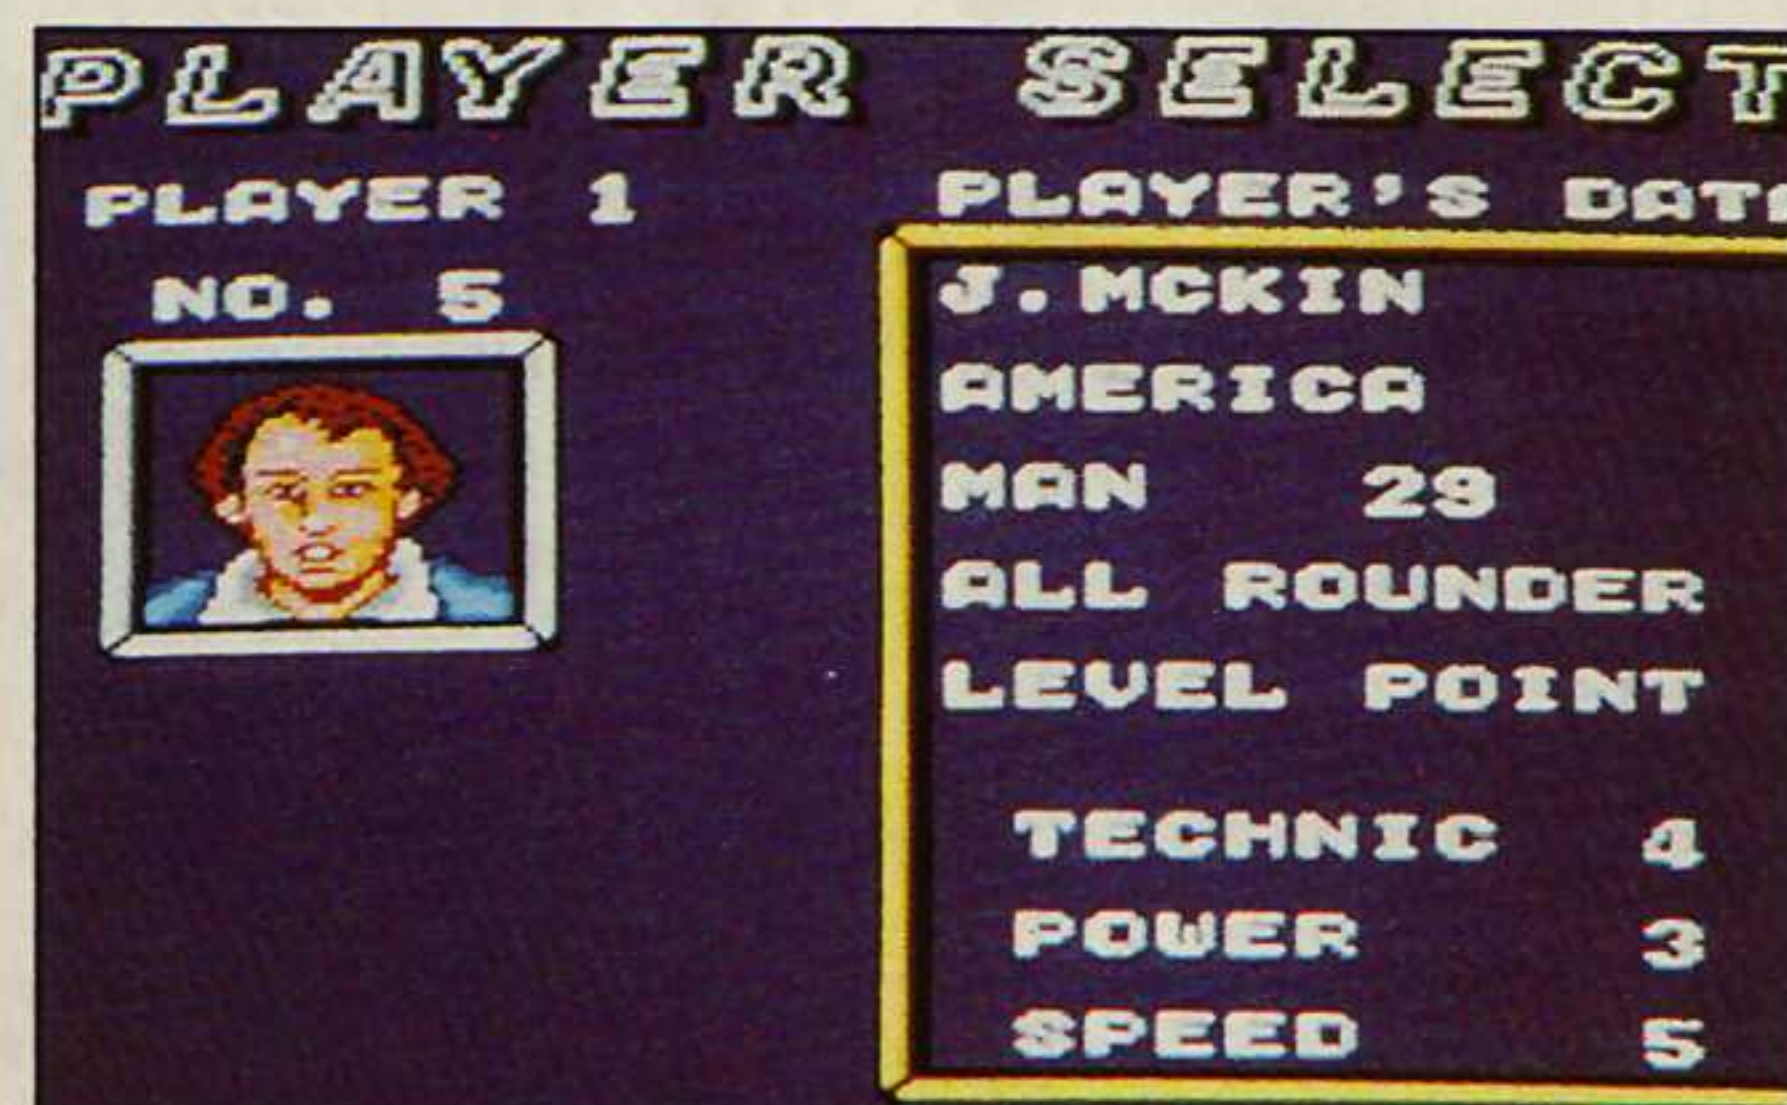 PLAYER SELECT
PLAYER 1
NO. 5
PLAYER'S DATA
J.MCKIN
AMERICA
MAN 29
ALL ROUNDER
LEVEL POINT
TECHNIC 4
POWER 3
SPEED 5